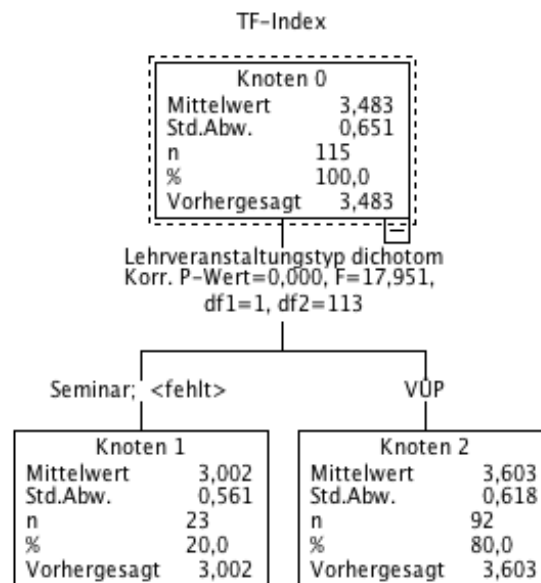 TF-Index
Knoten 0
Mittelwert 3,483
Std.Abw. 0,651
n 115
% 100,0
Vorhergesagt 3,483
Lehrveranstaltungstyp dichotom
Korr. P-Wert=0,000, F=17,951,
df1=1, df2=113
Seminar; <fehlt>
VÜP
Knoten 1
Mittelwert 3,002
Std.Abw. 0,561
n 23
% 20,0
Vorhergesagt 3,002
Knoten 2
Mittelwert 3,603
Std.Abw. 0,618
n 92
% 80,0
Vorhergesagt 3,603